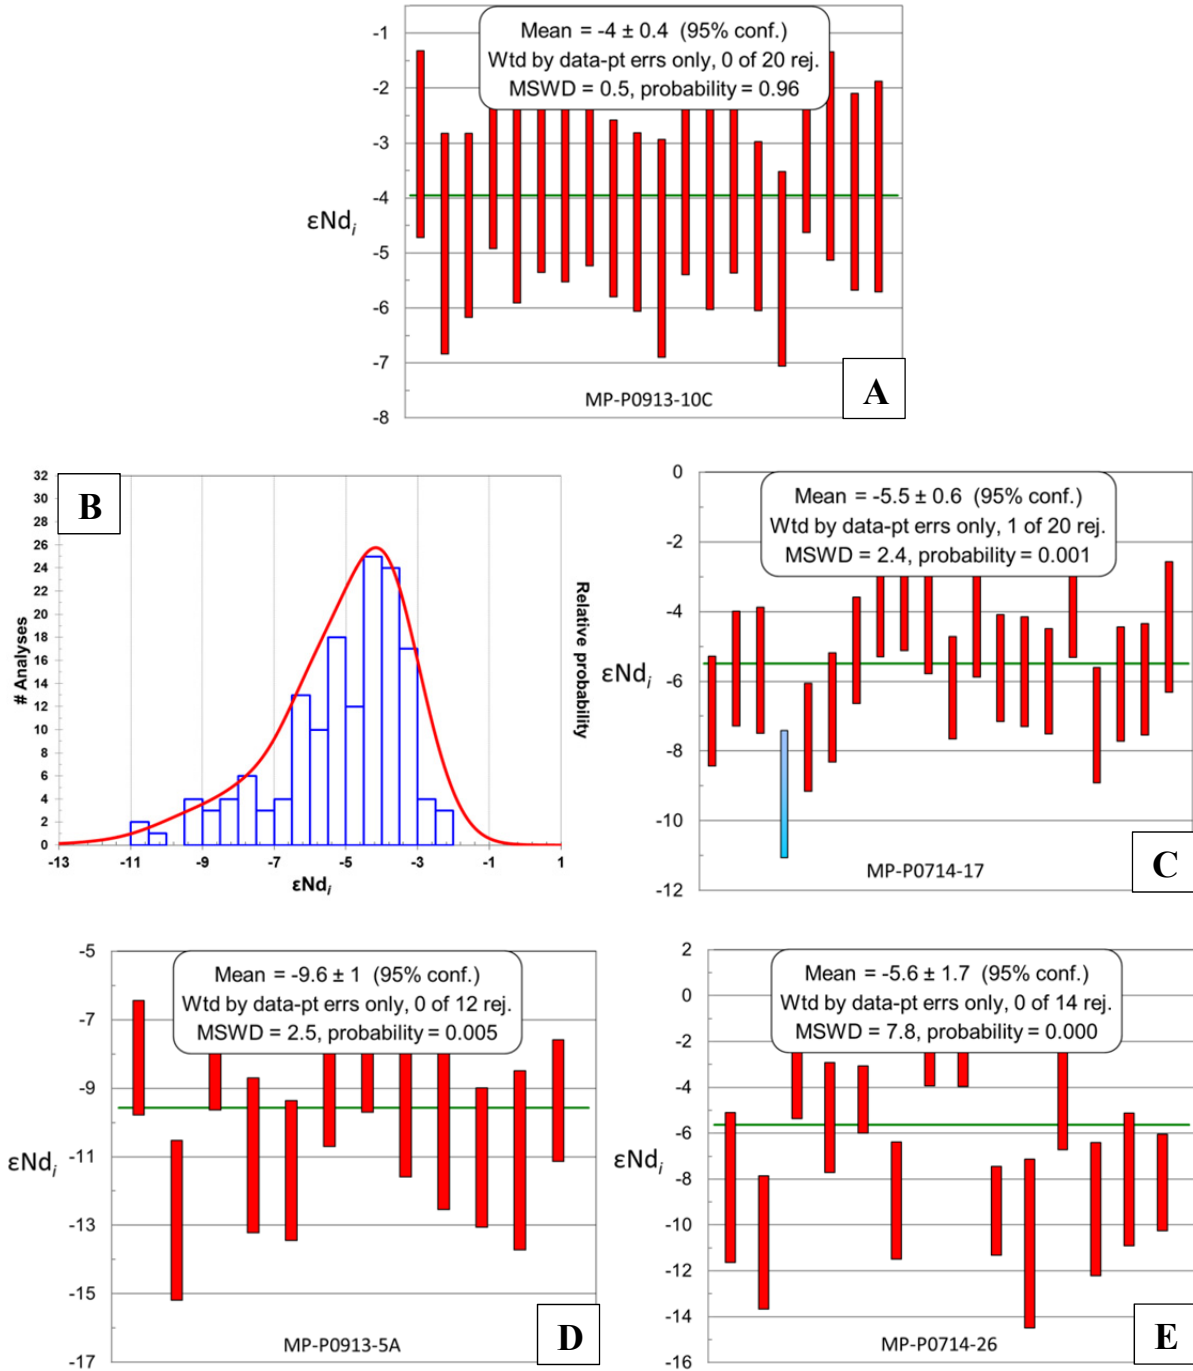 Mean = -4 ± 0.4 (95% conf.)
Wtd by data-pt errs only, 0 of 20 rej.
MSWD = 0.5, probability = 0.96
-1
-2
-3
-4
-5
-6
-7
-8
εNdi
MP-P0913-10C
A
B
32
30
28
26
24
22
20
18
16
14
12
10
8
6
4
2
0
# Analyses
Relative probability
-13
-11
-9
-7
-5
-3
-1
1
εNdi
0
-2
-4
-6
-8
-10
-12
Mean = -5.5 ± 0.6 (95% conf.)
Wtd by data-pt errs only, 1 of 20 rej.
MSWD = 2.4, probability = 0.001
εNdi
MP-P0714-17
C
-5
-7
-9
-11
-13
-15
-17
Mean = -9.6 ± 1 (95% conf.)
Wtd by data-pt errs only, 0 of 12 rej.
MSWD = 2.5, probability = 0.005
εNdi
MP-P0913-5A
D
2
0
-2
-4
-6
-8
-10
-12
-14
-16
Mean = -5.6 ± 1.7 (95% conf.)
Wtd by data-pt errs only, 0 of 14 rej.
MSWD = 7.8, probability = 0.000
εNdi
MP-P0714-26
E